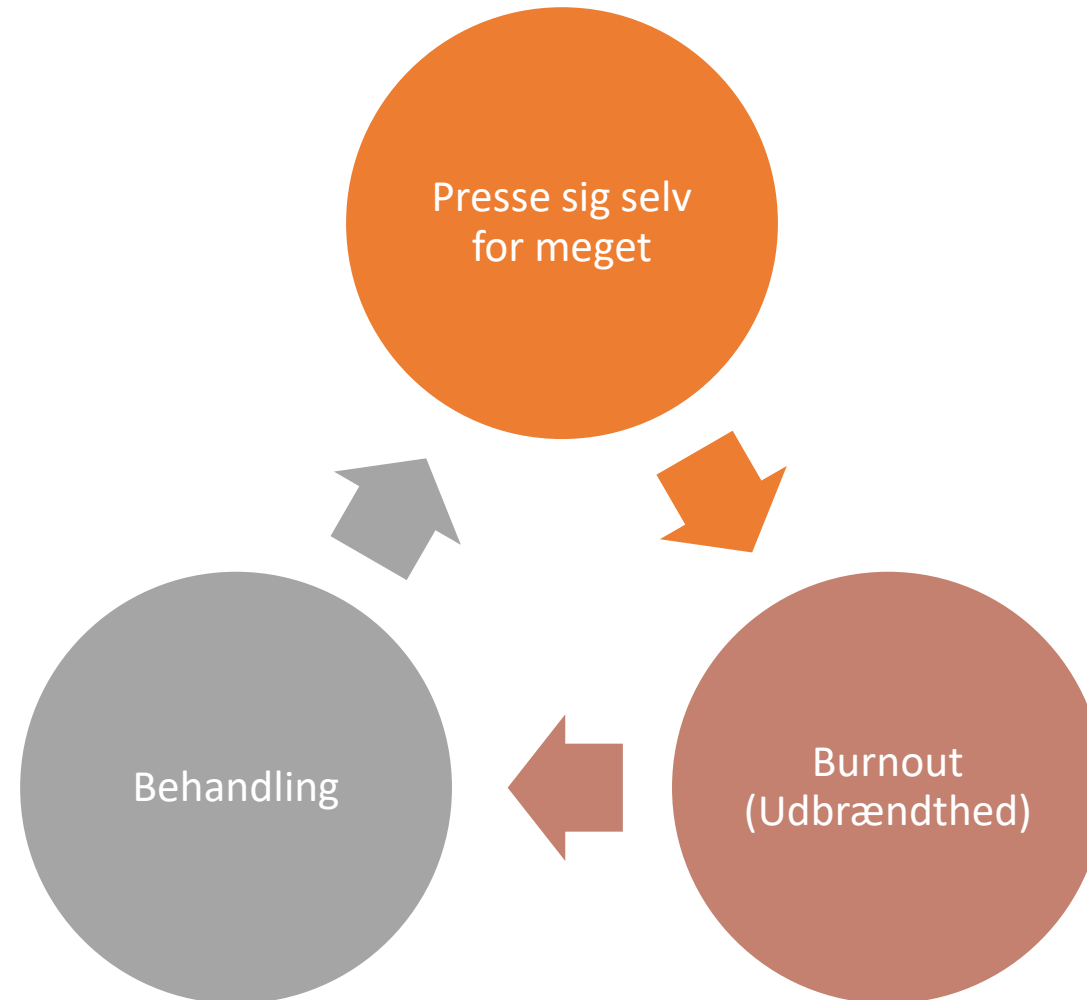 Presse sig selv
for meget
Burnout
(Udbrændthed)
Behandling